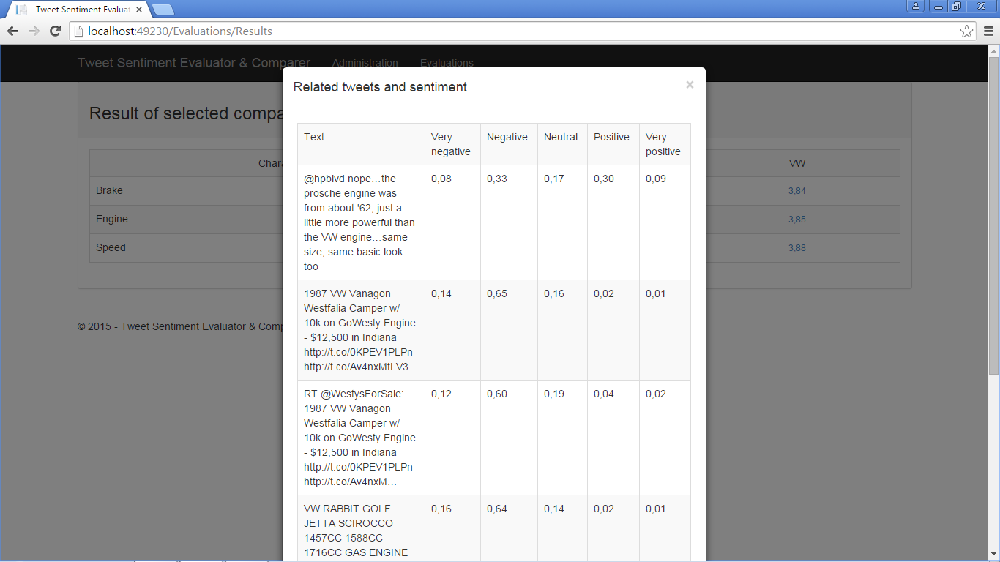 - Tweet Sentiment Evaluat
localhost:49230/Evaluations/Results
Tweet Sentiment Evaluator & Comparer Administration Evaluations
Related tweets and sentiment ×
Result of selected compa
Chara VW
Brake 3,84
Engine 3,85
Speed 3,88
© 2015 - Tweet Sentiment Evaluator & Comp
Text Very negative Negative Neutral Positive Very positive
@hpblvd nope…the 0,08 0,33 0,17 0,30 0,09
prosche engine was
from about '62, just a
little more powerful than
the VW engine…same
size, same basic look
too
1987 VW Vanagon 0,14 0,65 0,16 0,02 0,01
Westfalia Camper w/
10k on GoWesty Engine
- $12,500 in Indiana
http://t.co/0KPEV1PLPn
http://t.co/Av4nxMtLV3
RT @WestysForSale: 0,12 0,60 0,19 0,04 0,02
1987 VW Vanagon
Westfalia Camper w/
10k on GoWesty Engine
- $12,500 in Indiana
http://t.co/0KPEV1PLPn
http://t.co/Av4nxM…
VW RABBIT GOLF 0,16 0,64 0,14 0,02 0,01
JETTA SCIROCCO
1457CC 1588CC
1716CC GAS ENGINE